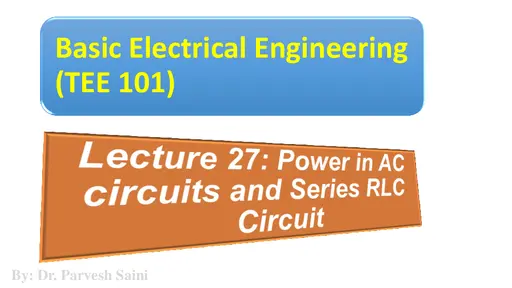 Basic Electrical Engineering
(TEE 101)
Lecture 27: Power in AC
circuits and Series RLC
Circuit
By: Dr. Parvesh Saini